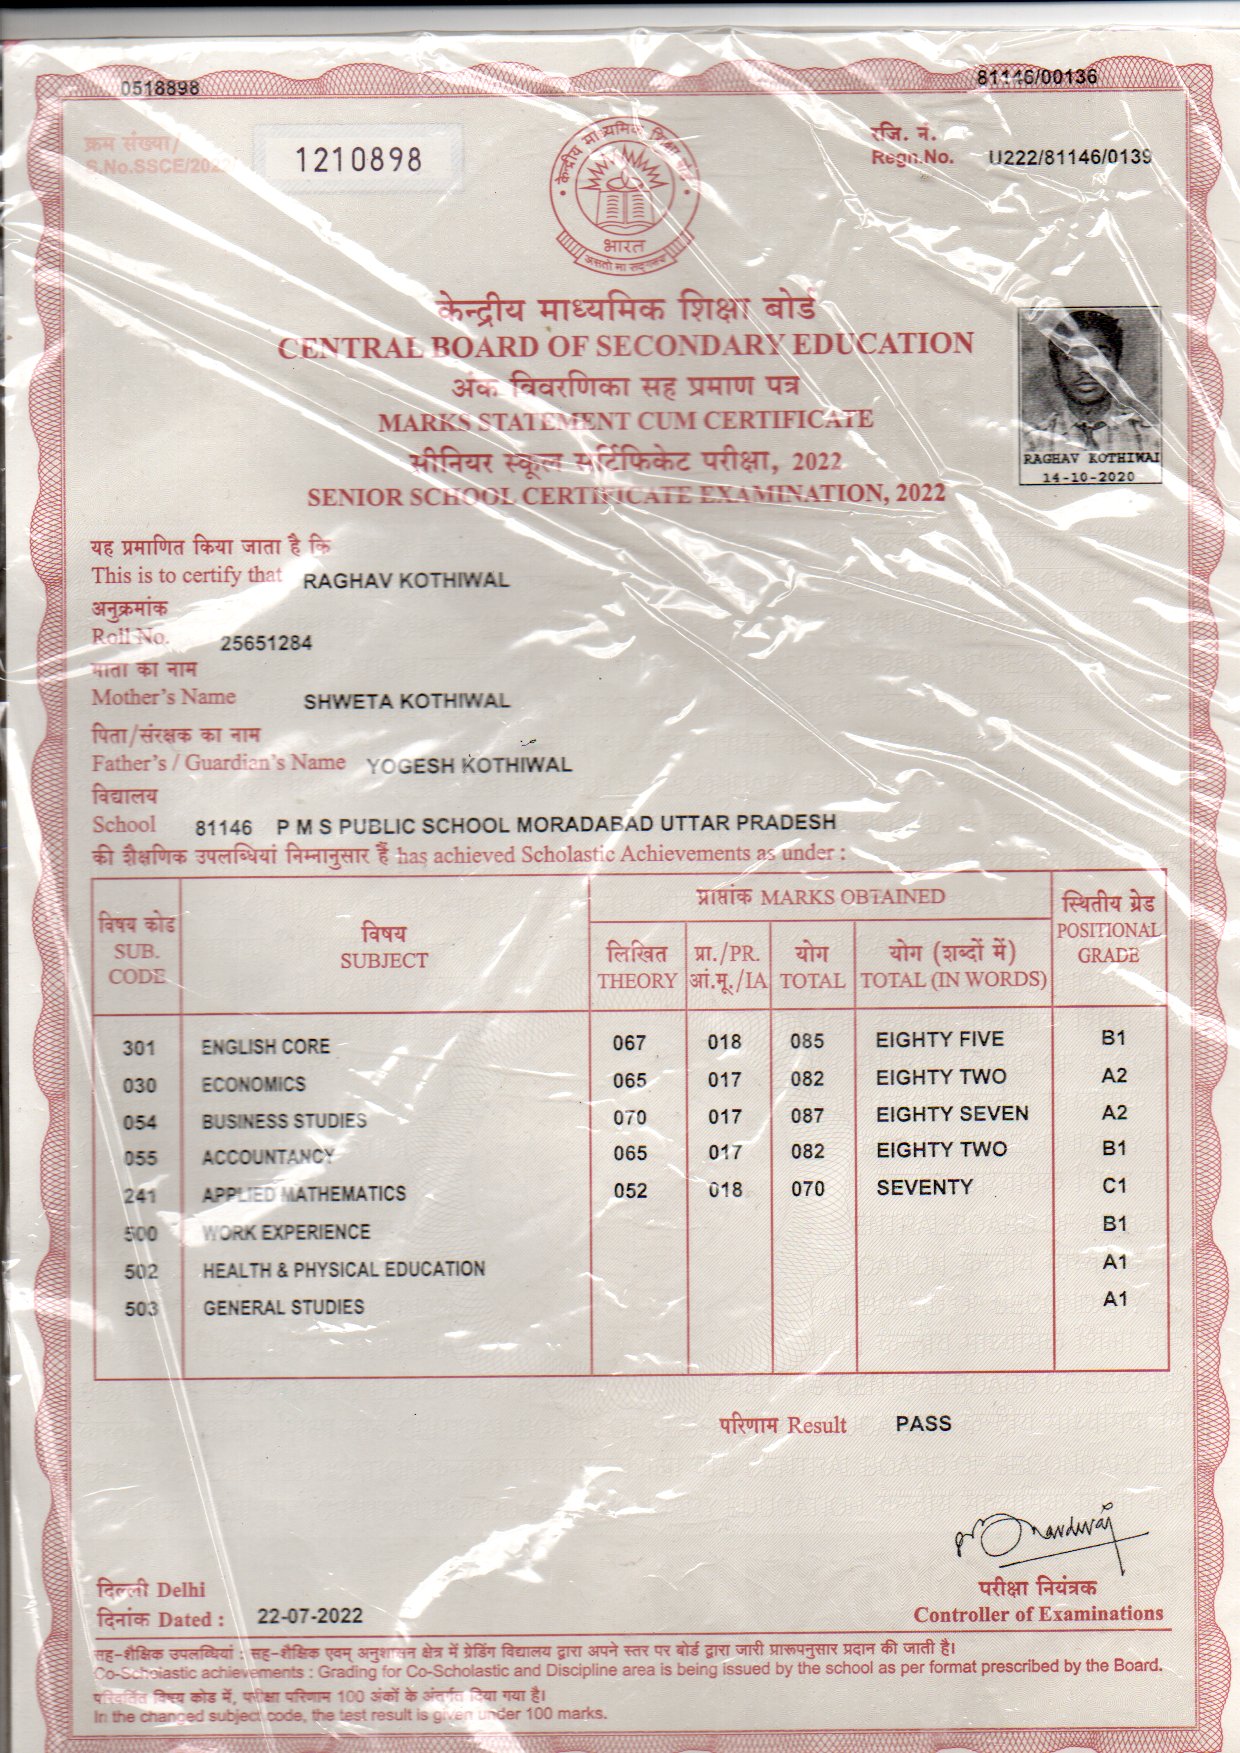 0518898
81146/00136
क्रम संख्या/
S.No.SSCE/202
1210898
रजि. नं.
Regn.No. U222/81146/0139
केन्द्रीय माध्यमिक शिक्षा बोर्ड
भारत
असतो मा सद्गमय
केन्द्रीय माध्यमिक शिक्षा बोर्ड
CENTRAL BOARD OF SECONDARY EDUCATION
अंक विवरणिका सह प्रमाण पत्र
MARKS STATEMENT CUM CERTIFICATE
सीनियर स्कूल सर्टिफिकेट परीक्षा, 2022
SENIOR SCHOOL CERTIFICATE EXAMINATION, 2022
RAGHAV KOTHIWAL
14-10-2020
यह प्रमाणित किया जाता है कि
This is to certify that RAGHAV KOTHIWAL
अनुक्रमांक
Roll No. 25651284
माता का नाम
Mother's Name SHWETA KOTHIWAL
पिता/संरक्षक का नाम
Father's / Guardian's Name YOGESH KOTHIWAL
विद्यालय
School 81146 P M S PUBLIC SCHOOL MORADABAD UTTAR PRADESH
की शैक्षणिक उपलब्धियां निम्नानुसार हैं has achieved Scholastic Achievements as under :
विषय कोड SUB. CODE
विषय SUBJECT
प्राप्तांक MARKS OBTAINED
लिखित THEORY
प्रा./PR. आं.मू./IA
योग TOTAL
योग (शब्दों में) TOTAL (IN WORDS)
स्थितीय ग्रेड POSITIONAL GRADE
301 ENGLISH CORE 067 018 085 EIGHTY FIVE B1
030 ECONOMICS 065 017 082 EIGHTY TWO A2
054 BUSINESS STUDIES 070 017 087 EIGHTY SEVEN A2
055 ACCOUNTANCY 065 017 082 EIGHTY TWO B1
241 APPLIED MATHEMATICS 052 018 070 SEVENTY C1
500 WORK EXPERIENCE B1
502 HEALTH & PHYSICAL EDUCATION A1
503 GENERAL STUDIES A1
परिणाम Result PASS
दिल्ली Delhi
दिनांक Dated : 22-07-2022
परीक्षा नियंत्रक
Controller of Examinations
सह-शैक्षिक उपलब्धियां : सह-शैक्षिक एवम् अनुशासन क्षेत्र में ग्रेडिंग विद्यालय द्वारा अपने स्तर पर बोर्ड द्वारा जारी प्रारूपनुसार प्रदान की जाती है।
Co-Scholastic achievements : Grading for Co-Scholastic and Discipline area is being issued by the school as per format prescribed by the Board.
परिवर्तित विषय कोड में, परीक्षा परिणाम 100 अंकों के अंतर्गत दिया गया है।
In the changed subject code, the test result is given under 100 marks.